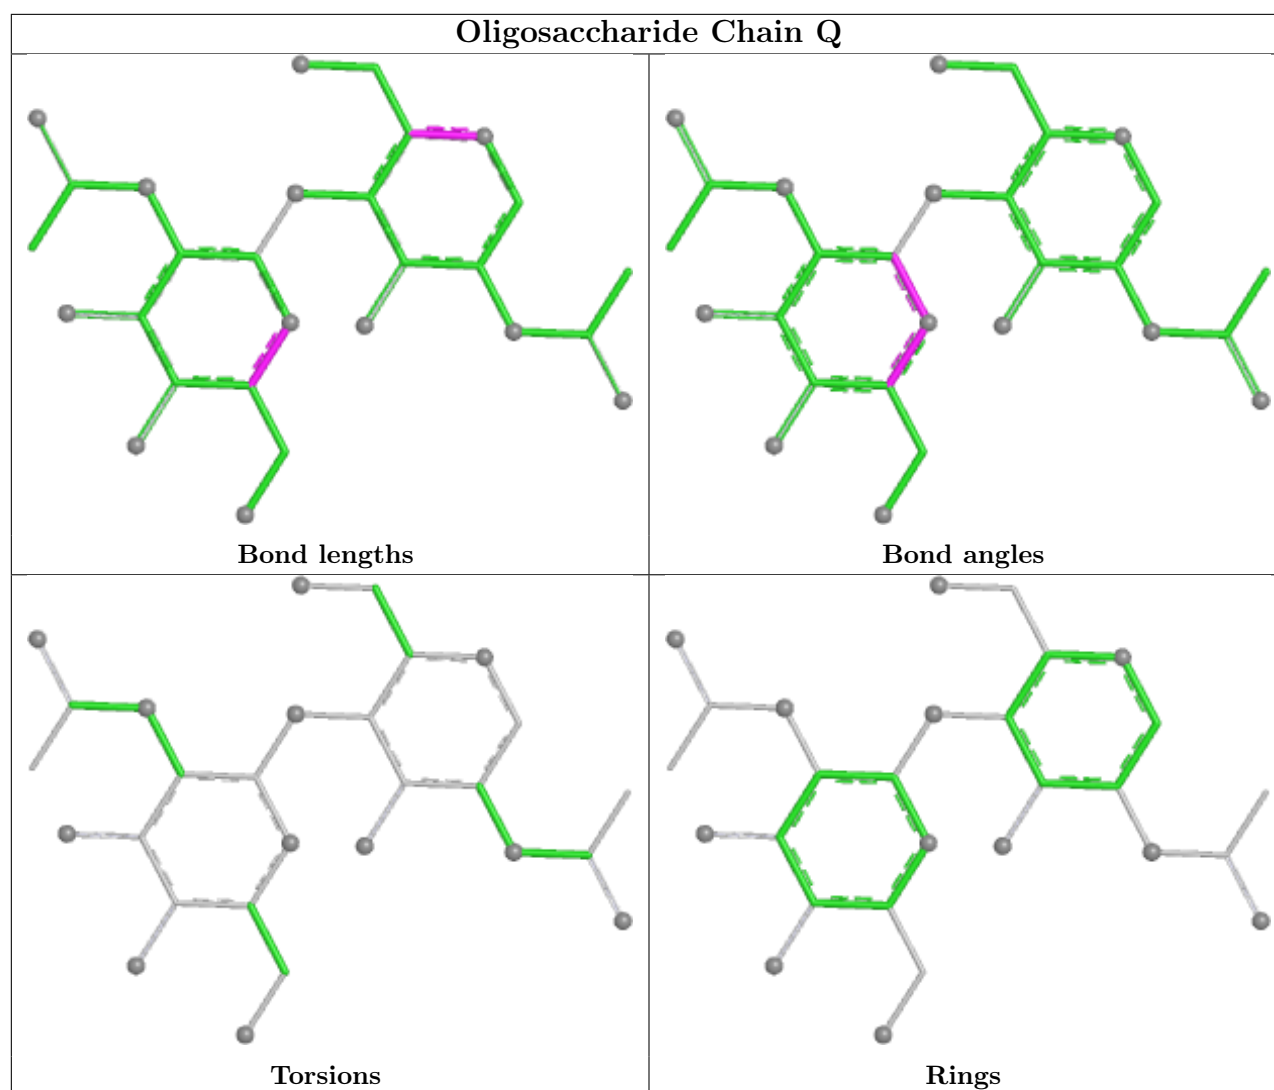 Oligosaccharide Chain Q
Bond lengths
Bond angles
Torsions
Rings